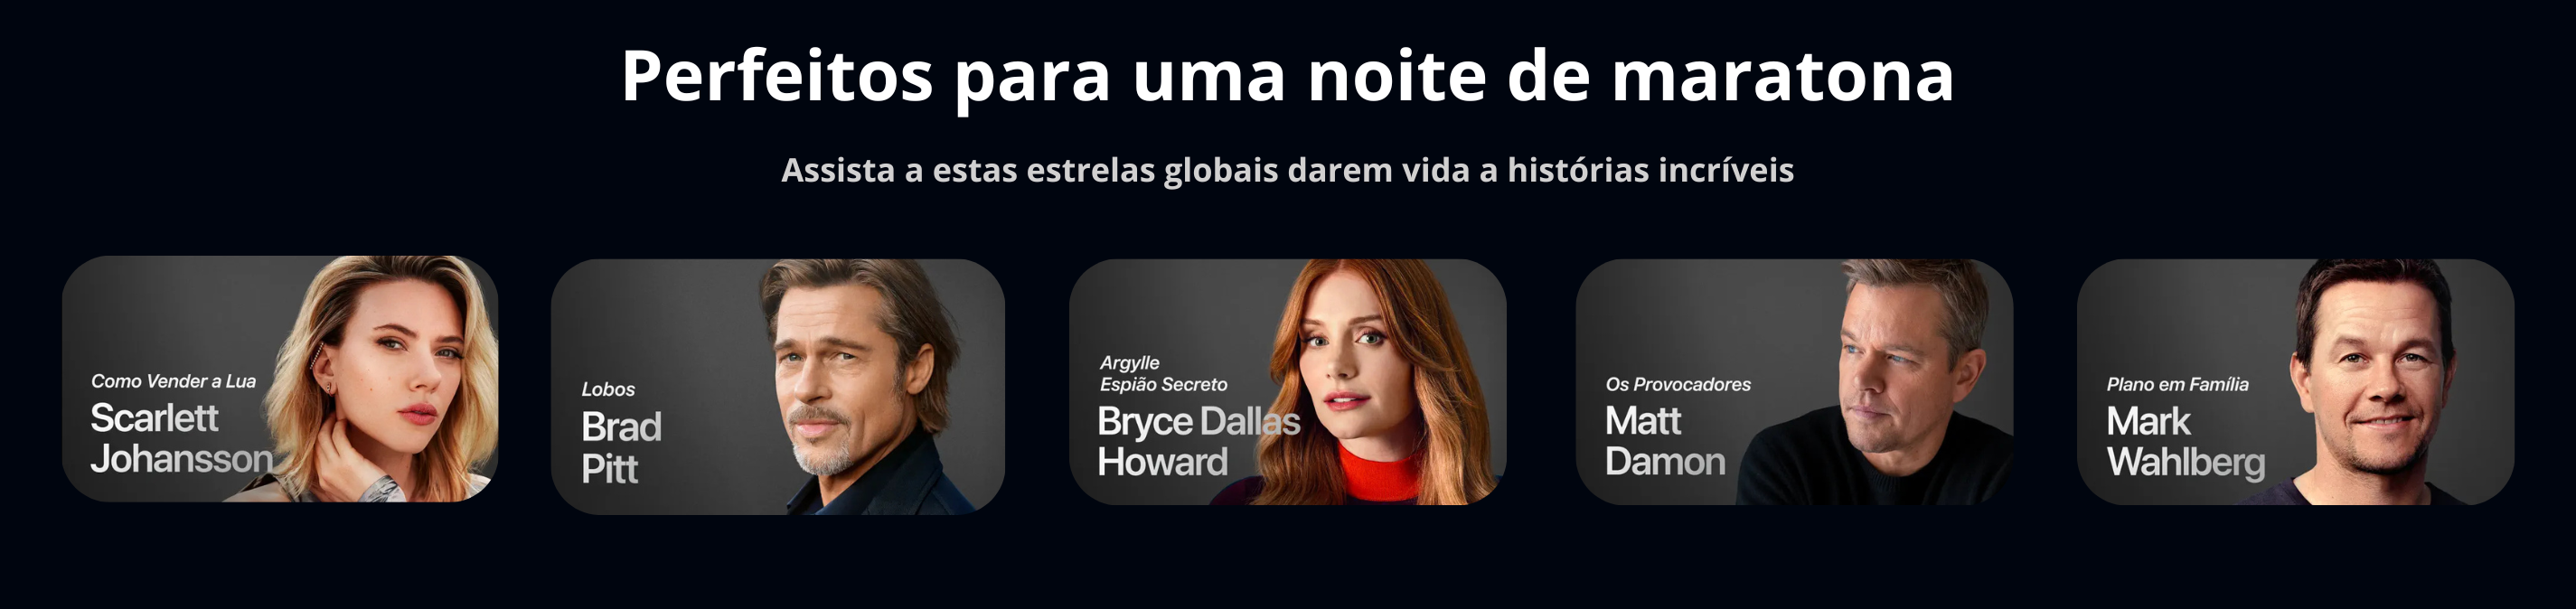 Perfeitos para uma noite de maratona
Assista a estas estrelas globais darem vida a histórias incríveis
Como Vender a Lua
Scarlett
Johansson
Lobos
Brad
Pitt
Argylle
Espião Secreto
Bryce Dallas
Howard
Os Provocadores
Matt
Damon
Plano em Família
Mark
Wahlberg